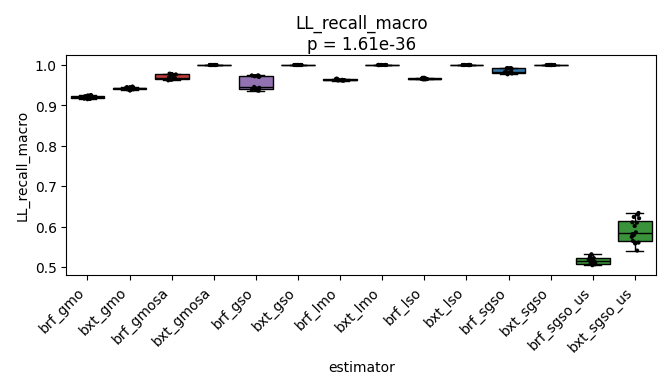 LL_recall_macro
p = 1.61e-36
LL_recall_macro
1.0
0.9
0.8
0.7
0.6
0.5
brf_gmo
bxt_gmo
brf_gmosa
bxt_gmosa
brf_gso
bxt_gso
brf_lmo
bxt_lmo
brf_lso
bxt_lso
brf_sgso
bxt_sgso
brf_sgso_us
bxt_sgso_us
estimator